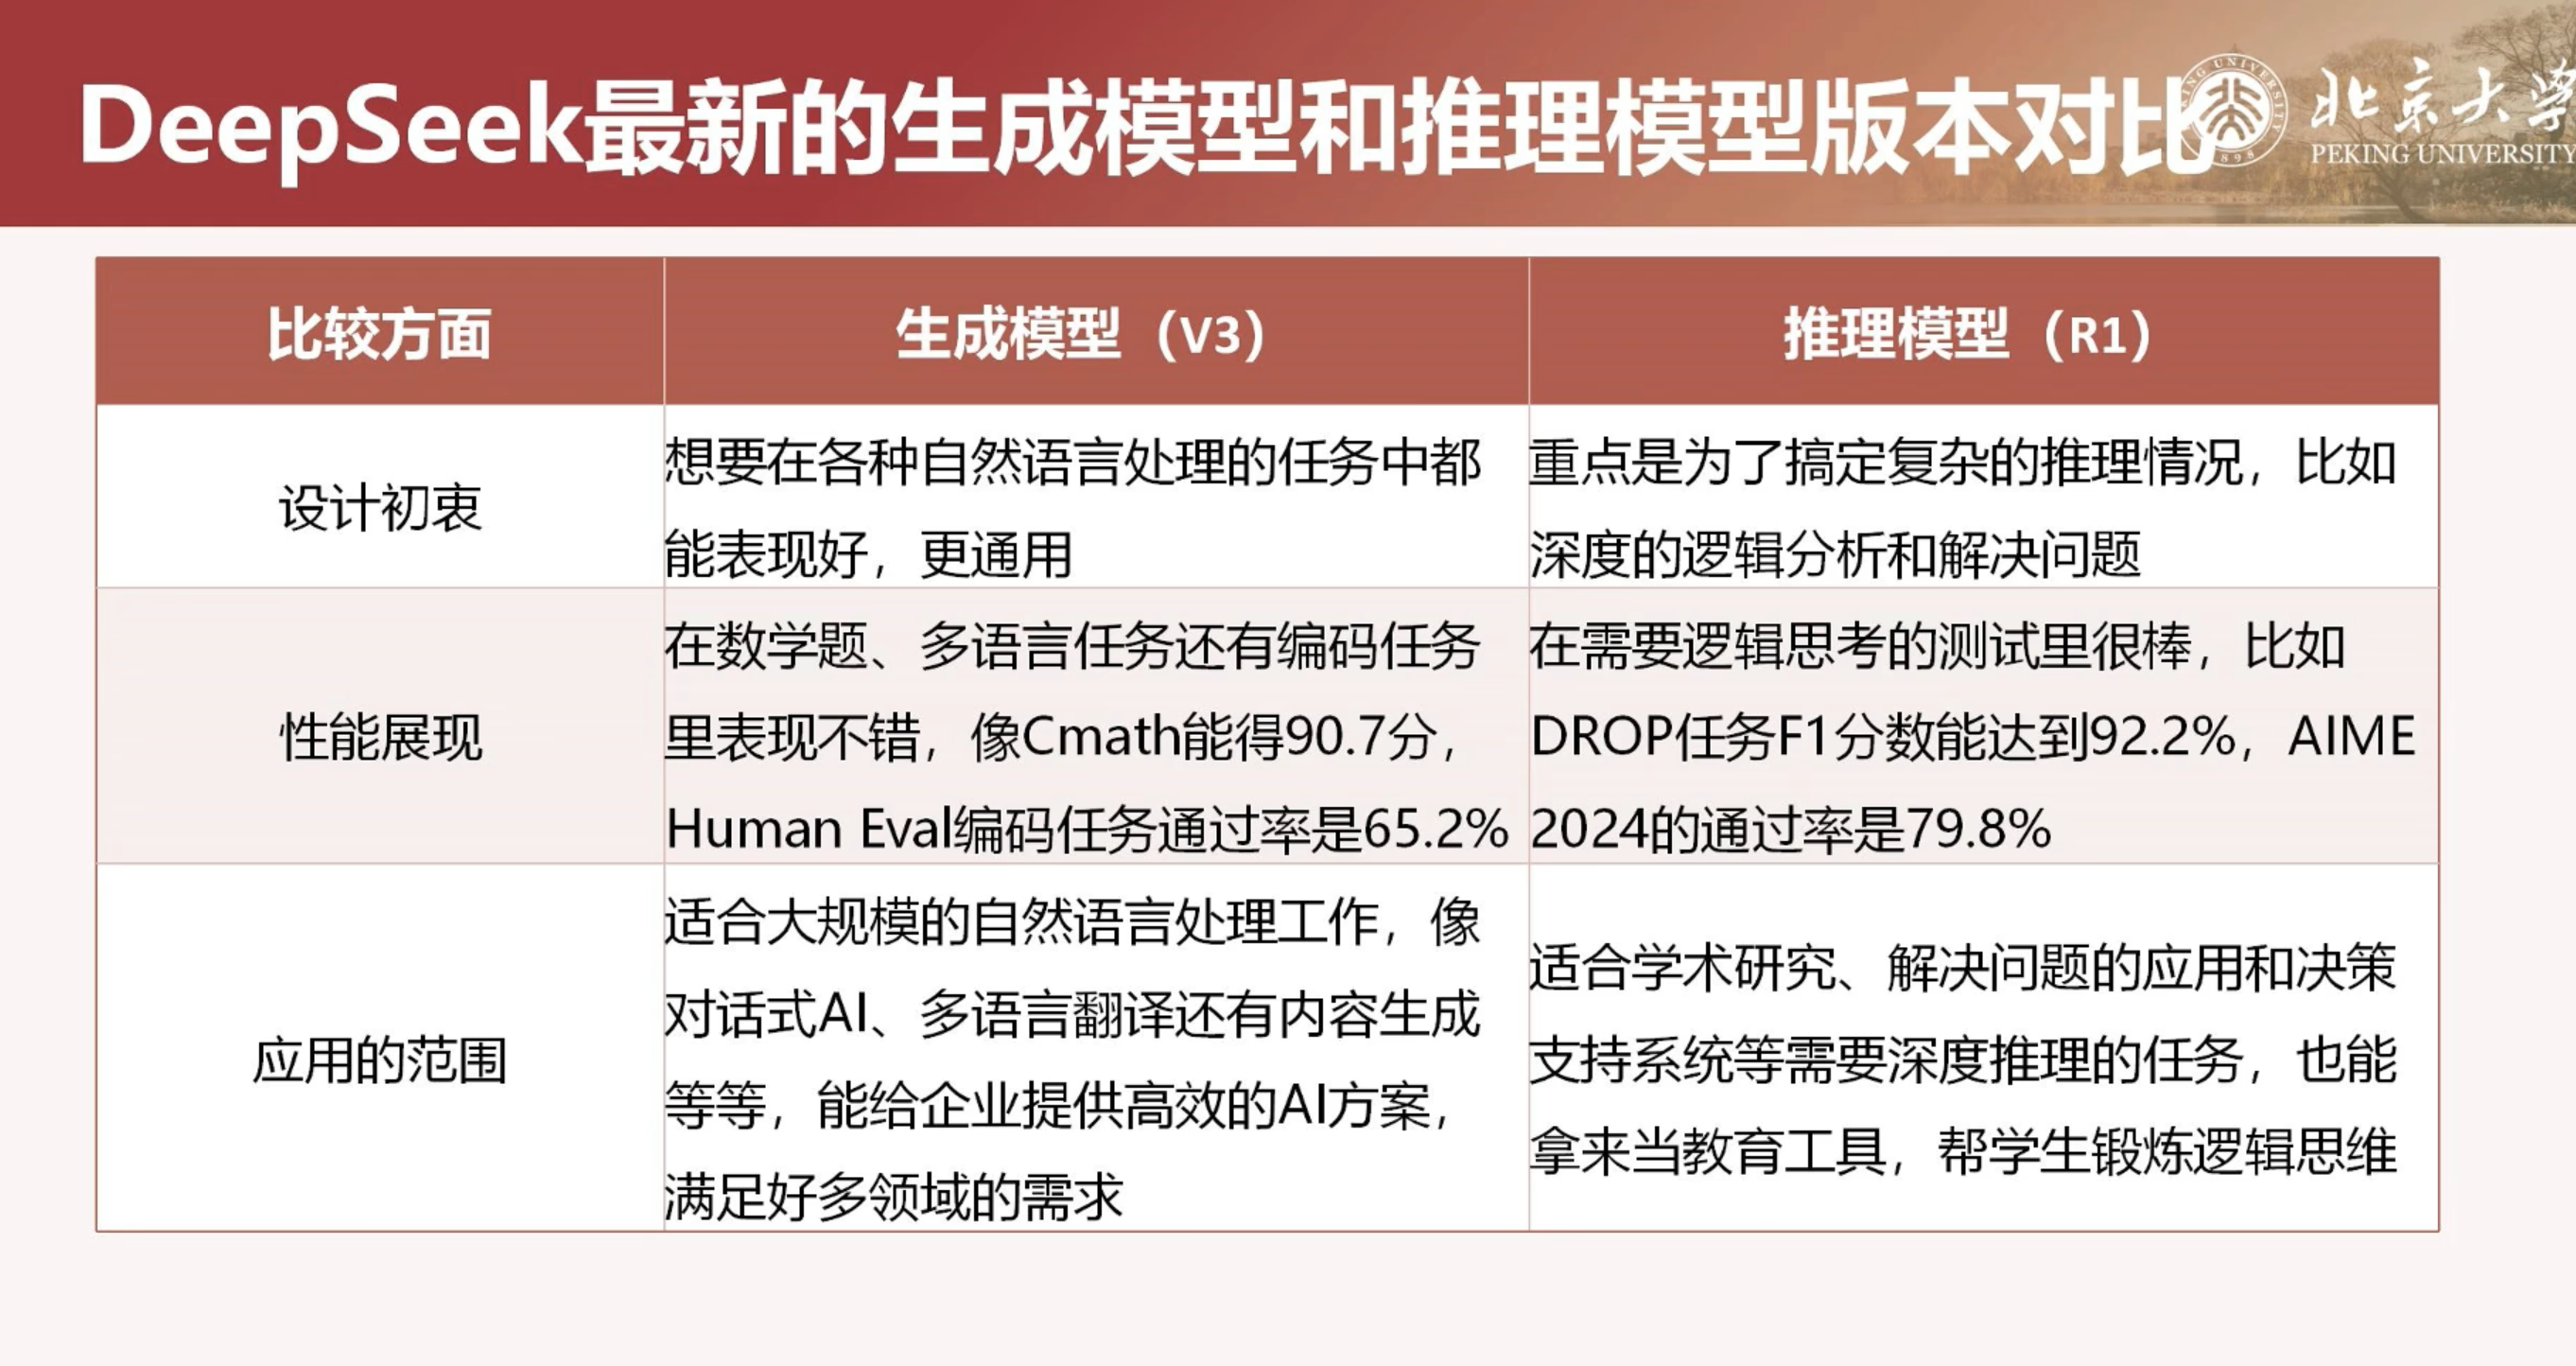 DeepSeek最新的生成模型和推理模型版本对比
PEKING UNIVERSITY
1898
北京大学
PEKING UNIVERSITY
比较方面
生成模型（V3）
推理模型（R1）
设计初衷
想要在各种自然语言处理的任务中都
能表现好，更通用
重点是为了搞定复杂的推理情况，比如
深度的逻辑分析和解决问题
性能展现
在数学题、多语言任务还有编码任务
里表现不错，像Cmath能得90.7分，
Human Eval编码任务通过率是65.2%
在需要逻辑思考的测试里很棒，比如
DROP任务F1分数能达到92.2%，AIME
2024的通过率是79.8%
应用的范围
适合大规模的自然语言处理工作，像
对话式AI、多语言翻译还有内容生成
等等，能给企业提供高效的AI方案，
满足好多领域的需求
适合学术研究、解决问题的应用和决策
支持系统等需要深度推理的任务，也能
拿来当教育工具，帮学生锻炼逻辑思维